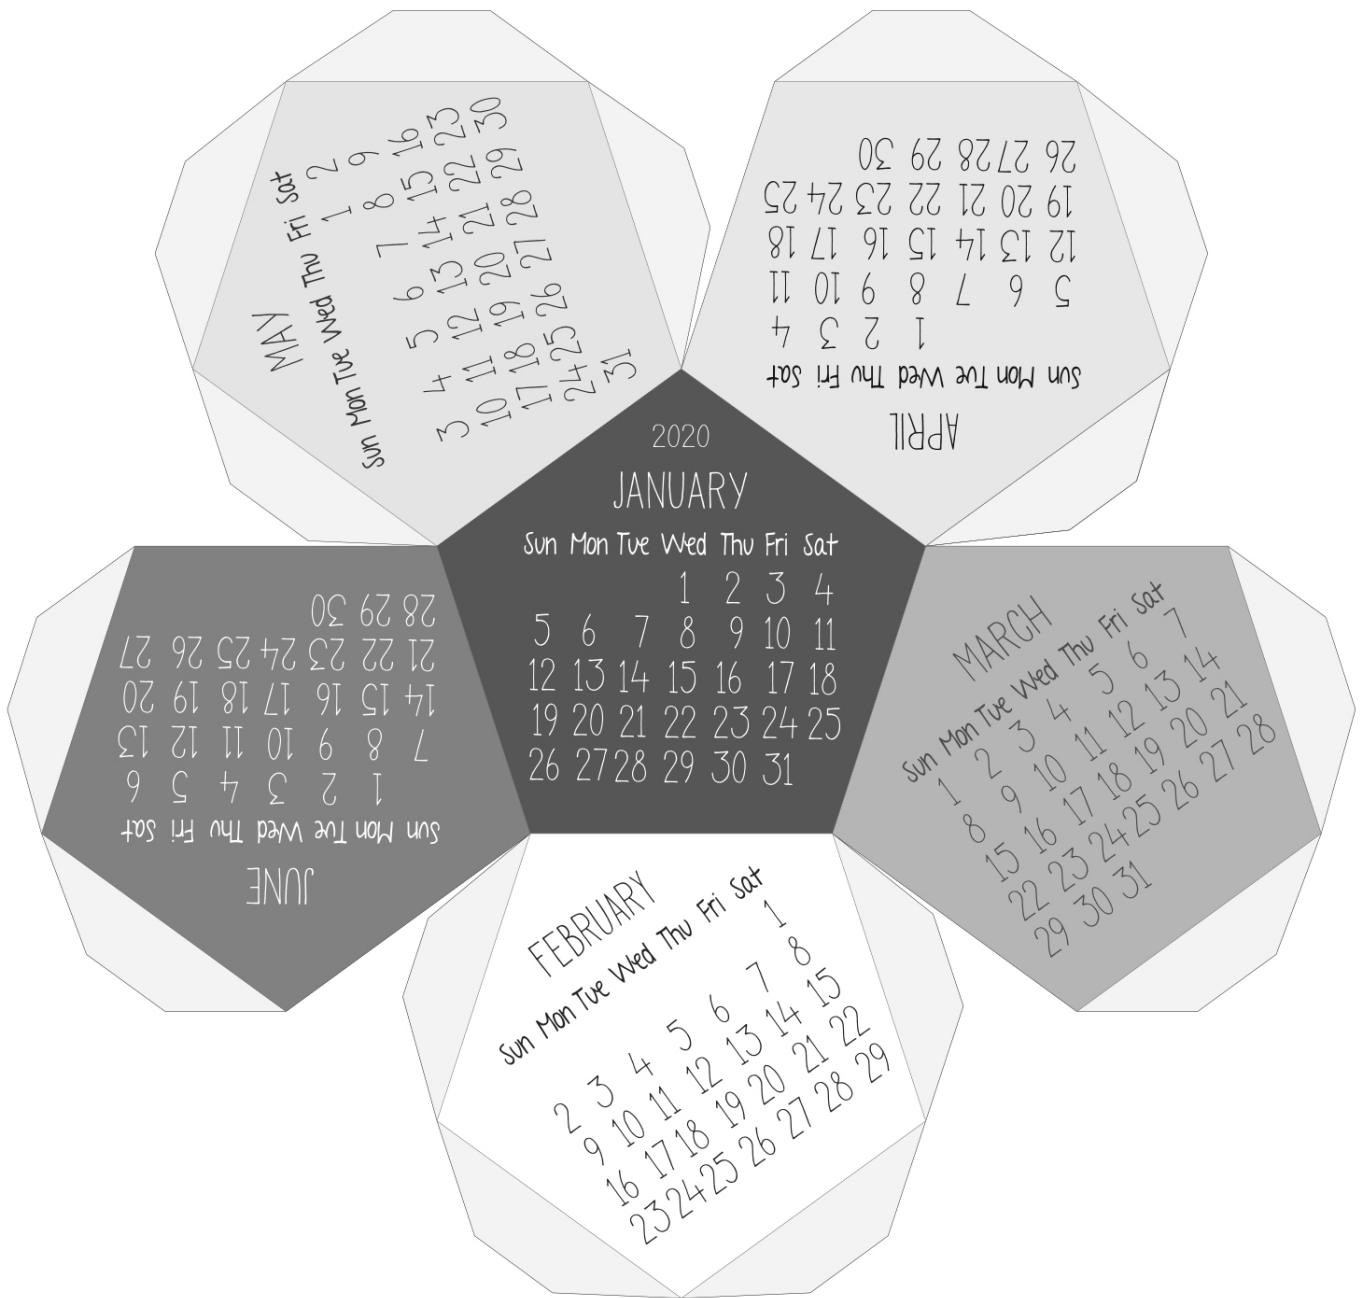 2020
JANUARY
Sun Mon Tue Wed Thu Fri Sat
1 2 3 4
5 6 7 8 9 10 11
12 13 14 15 16 17 18
19 20 21 22 23 24 25
26 27 28 29 30 31
FEBRUARY
Sun Mon Tue Wed Thu Fri Sat
1
2 3 4 5 6 7 8
9 10 11 12 13 14 15
16 17 18 19 20 21 22
23 24 25 26 27 28 29
MARCH
Sun Mon Tue Wed Thu Fri Sat
1 2 3 4 5 6 7
8 9 10 11 12 13 14
15 16 17 18 19 20 21
22 23 24 25 26 27 28
29 30 31
APRIL
Sun Mon Tue Wed Thu Fri Sat
1 2 3 4
5 6 7 8 9 10 11
12 13 14 15 16 17 18
19 20 21 22 23 24 25
26 27 28 29 30
MAY
Sun Mon Tue Wed Thu Fri Sat
1 2
3 4 5 6 7 8 9
10 11 12 13 14 15 16
17 18 19 20 21 22 23
24 25 26 27 28 29 30
31
JUNE
Sun Mon Tue Wed Thu Fri Sat
1 2 3 4 5 6
7 8 9 10 11 12 13
14 15 16 17 18 19 20
21 22 23 24 25 26 27
28 29 30